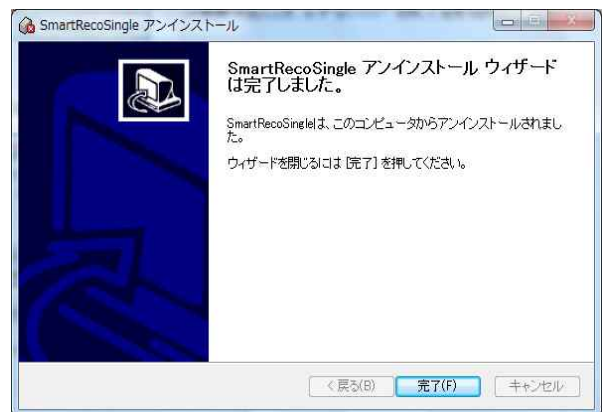 SmartRecoSingle アンインストール
SmartRecoSingle アンインストール ウィザード
は完了しました。
SmartRecoSingleは、このコンピュータからアンインストールされまし
た。
ウィザードを閉じるには [完了] を押してください。
< 戻る(B)
完了(F)
キャンセル